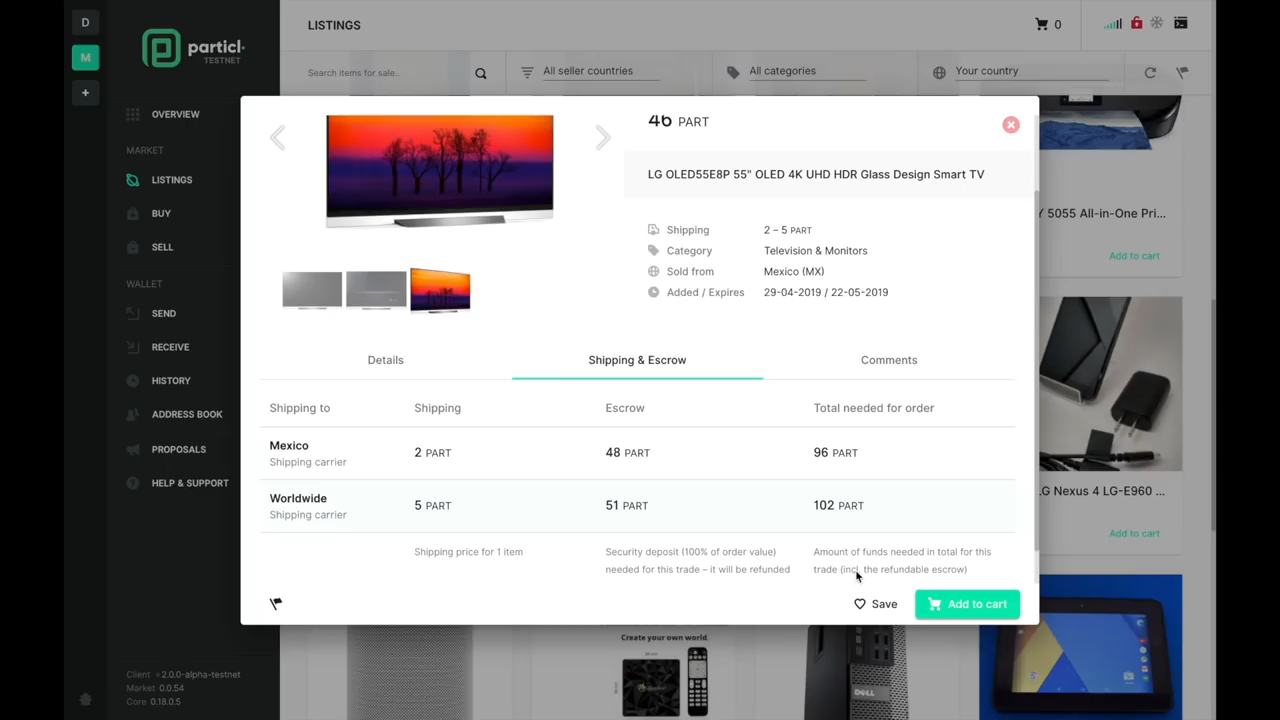 D
M
+
particl.
TESTNET
OVERVIEW
MARKET
LISTINGS
BUY
SELL
WALLET
SEND
RECEIVE
HISTORY
ADDRESS BOOK
PROPOSALS
HELP & SUPPORT
Client 2.0.0-alpha-testnet
Market 0.0.54
Core 0.18.0.5
LISTINGS
0
Search items for sale..
All seller countries
All categories
Your country
46 PART
LG OLED55E8P 55" OLED 4K UHD HDR Glass Design Smart TV
Shipping 2 – 5 PART
Category Television & Monitors
Sold from Mexico (MX)
Added / Expires 29-04-2019 / 22-05-2019
Details Shipping & Escrow Comments
Shipping to Shipping Escrow Total needed for order
Mexico
Shipping carrier
2 PART 48 PART 96 PART
Worldwide
Shipping carrier
5 PART 51 PART 102 PART
Shipping price for 1 item
Security deposit (100% of order value)
needed for this trade – it will be refunded
Amount of funds needed in total for this
trade (incl. the refundable escrow)
Save
Add to cart
Y 5055 All-in-One Pri...
Add to cart
LG Nexus 4 LG-E960 ...
Add to cart
Create your own world.
DELL